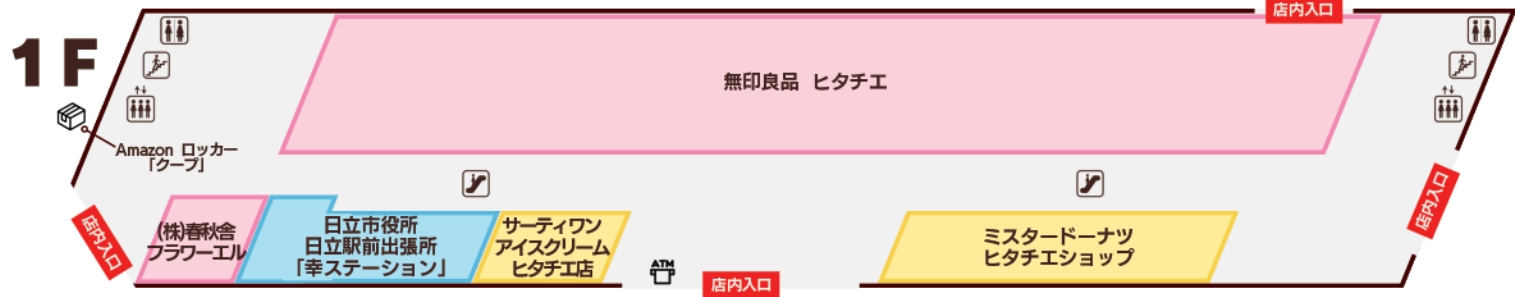 1F
店内入口
無印良品 ヒタチエ
Amazon ロッカー
「クープ」
店内入口
(株)春秋舎
フラワーエル
日立市役所
日立駅前出張所
「幸ステーション」
サーティワン
アイスクリーム
ヒタチエ店
ATM
店内入口
ミスタードーナツ
ヒタチエショップ
店内入口